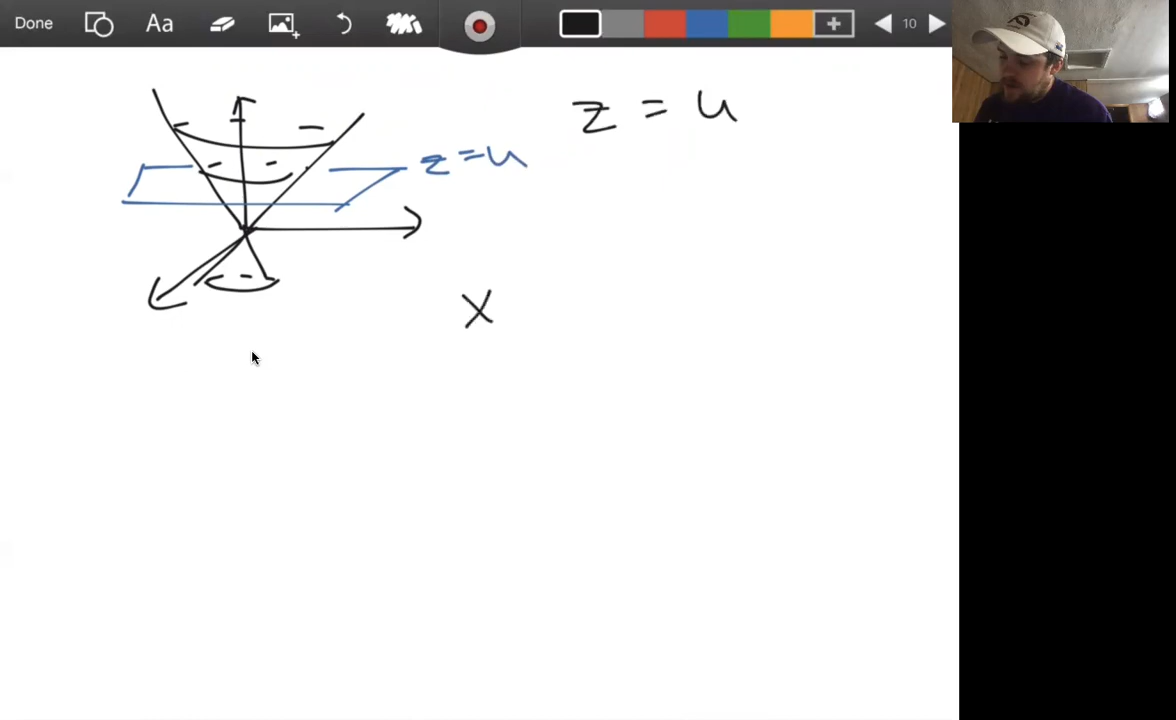 Done Aa 10
z = u
z = u
x